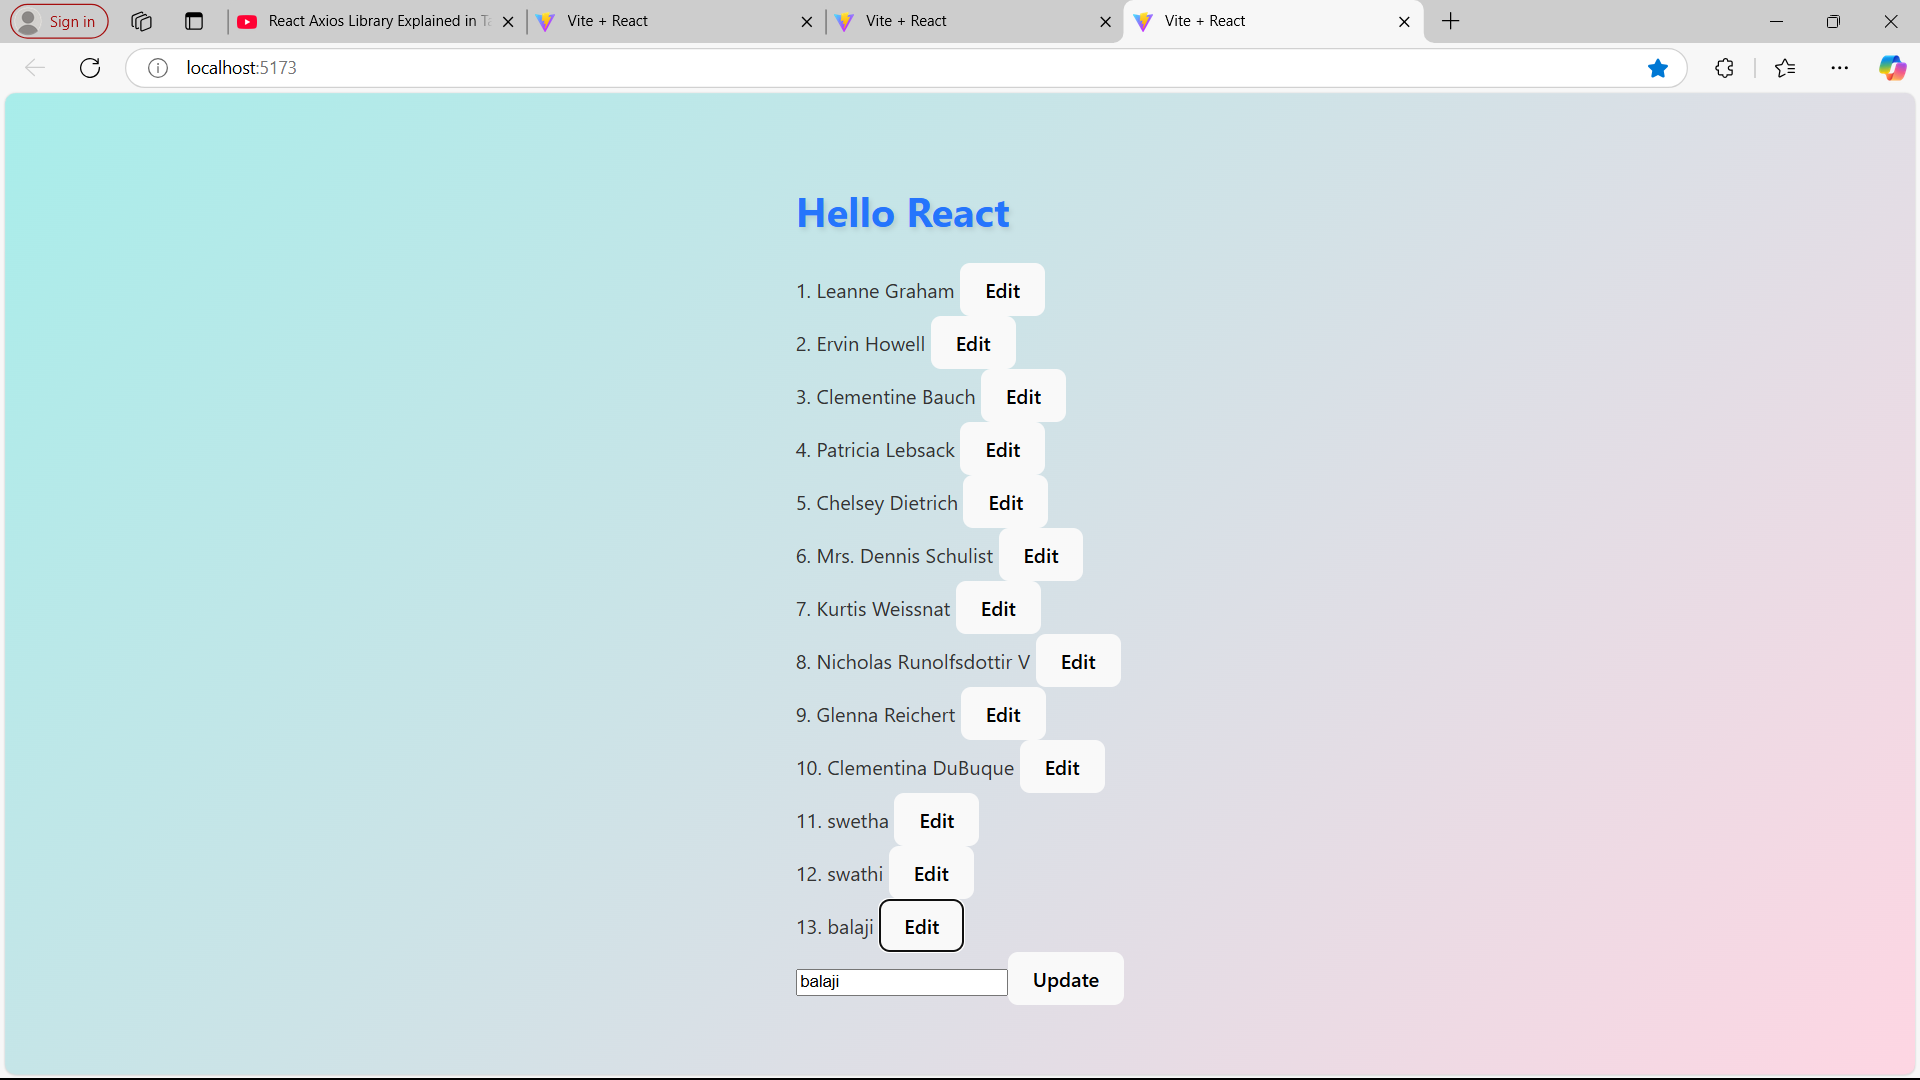 Sign in
React Axios Library Explained in Ta
Vite + React
Vite + React
Vite + React
localhost:5173
Hello React
1. Leanne Graham Edit
2. Ervin Howell Edit
3. Clementine Bauch Edit
4. Patricia Lebsack Edit
5. Chelsey Dietrich Edit
6. Mrs. Dennis Schulist Edit
7. Kurtis Weissnat Edit
8. Nicholas Runolfsdottir V Edit
9. Glenna Reichert Edit
10. Clementina DuBuque Edit
11. swetha Edit
12. swathi Edit
13. balaji Edit
balaji Update